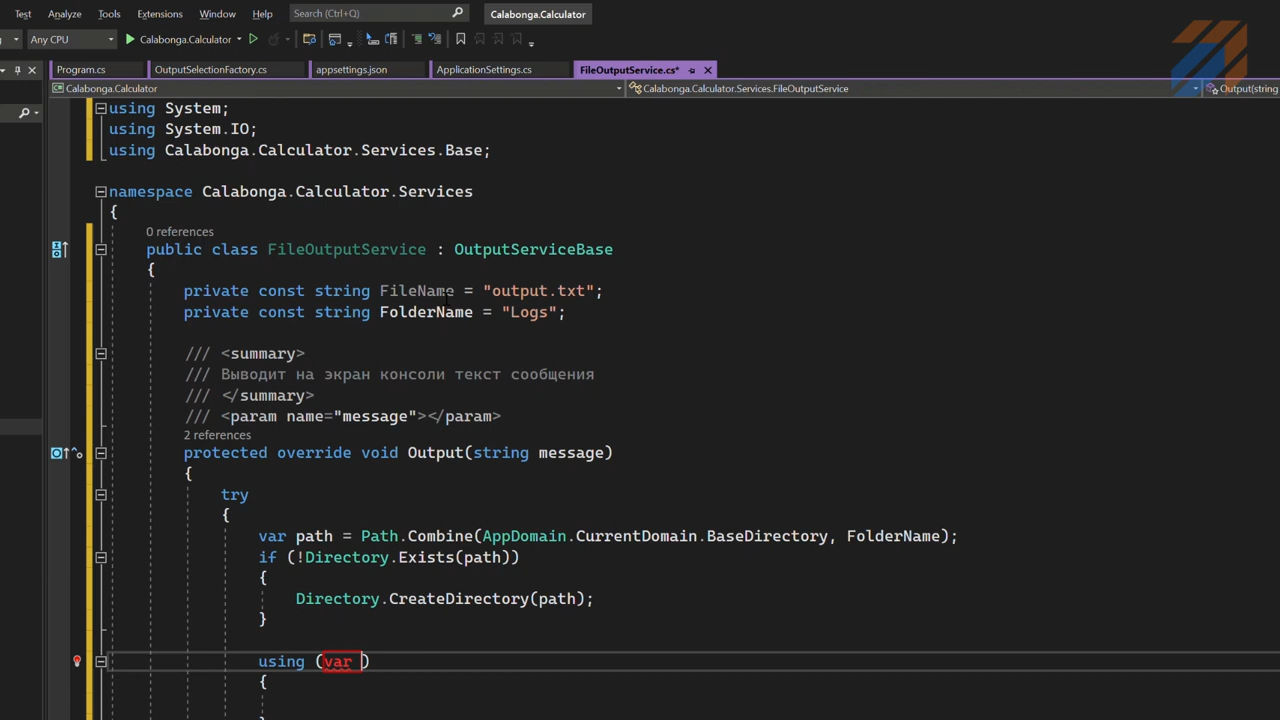 Test Analyze Tools Extensions Window Help Search (Ctrl+Q) Calabonga.Calculator
Any CPU Calabonga.Calculator
Program.cs OutputSelectionFactory.cs appsettings.json ApplicationSettings.cs FileOutputService.cs*
Calabonga.Calculator Calabonga.Calculator.Services.FileOutputService Output(string
using System;
using System.IO;
using Calabonga.Calculator.Services.Base;
namespace Calabonga.Calculator.Services
{
0 references
public class FileOutputService : OutputServiceBase
{
private const string FileName = "output.txt";
private const string FolderName = "Logs";
/// <summary>
/// Выводит на экран консоли текст сообщения
/// </summary>
/// <param name="message"></param>
2 references
protected override void Output(string message)
{
try
{
var path = Path.Combine(AppDomain.CurrentDomain.BaseDirectory, FolderName);
if (!Directory.Exists(path))
{
Directory.CreateDirectory(path);
}
using (var )
{